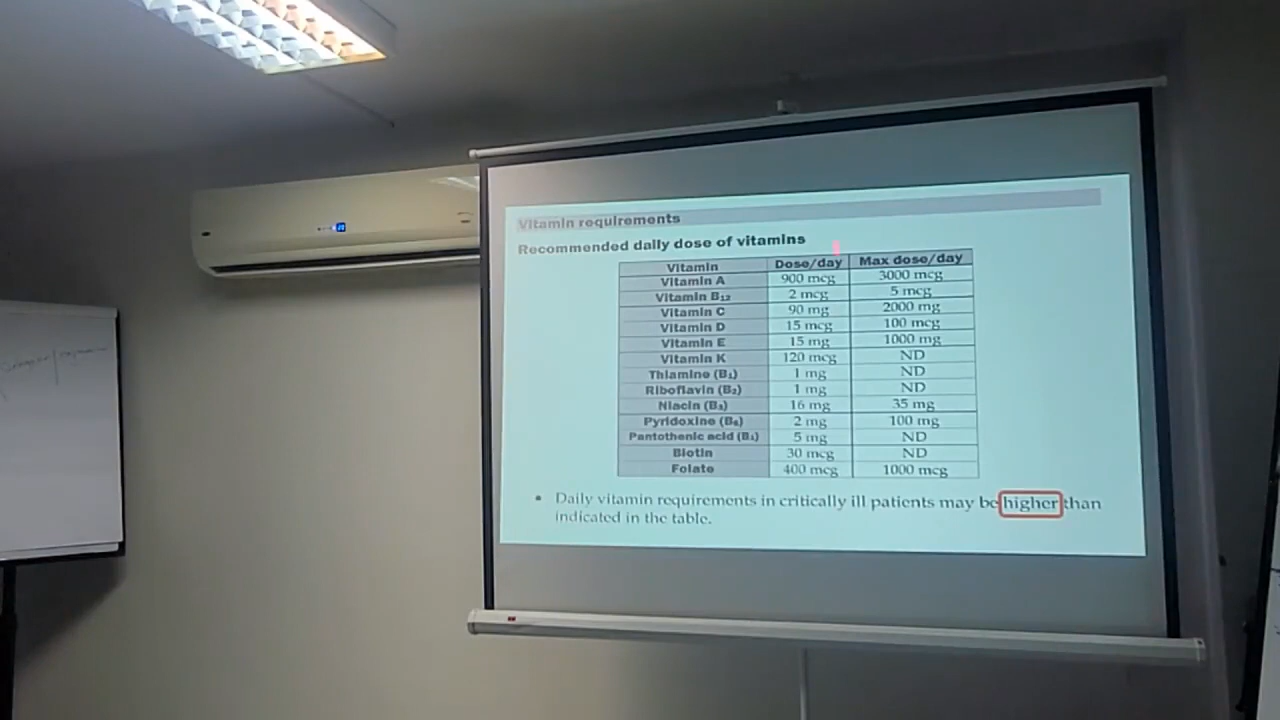 Vitamin requirements
Recommended daily dose of vitamins
Vitamin Dose/day Max dose/day
Vitamin A 900 mcg 3000 mcg
Vitamin B₁₂ 2 mcg 5 mcg
Vitamin C 90 mg 2000 mg
Vitamin D 15 mcg 100 mcg
Vitamin E 15 mg 1000 mg
Vitamin K 120 mcg ND
Thiamine (B₁) 1 mg ND
Riboflavin (B₂) 1 mg ND
Niacin (B₃) 16 mg 35 mg
Pyridoxine (B₆) 2 mg 100 mg
Pantothenic acid 5 mg ND
Biotin 30 mcg ND
Folate 400 mcg 1000 mcg
• Daily vitamin requirements in critically ill patients may be higher than
indicated in the table.